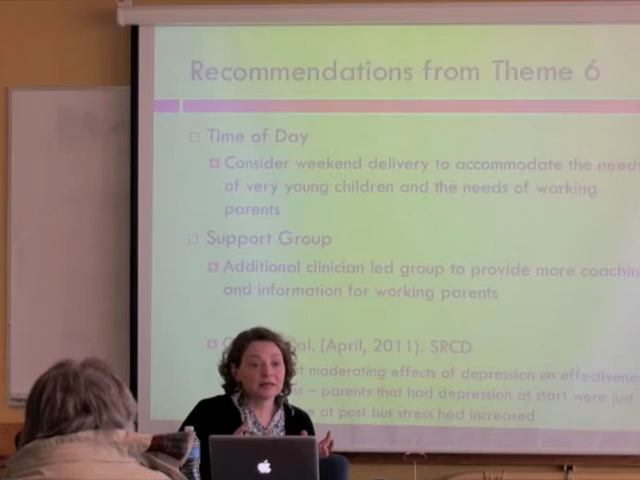 Recommendations from Theme 6
Time of Day
Consider weekend delivery to accommodate the needs
of very young children and the needs of working
parents
Support Group
Additional clinician led group to provide more coachin
and information for working parents
al. (April, 2011). SRCD
moderating effects of depression on effectivenes
– parents that had depression at start were just
at post but stress had increased